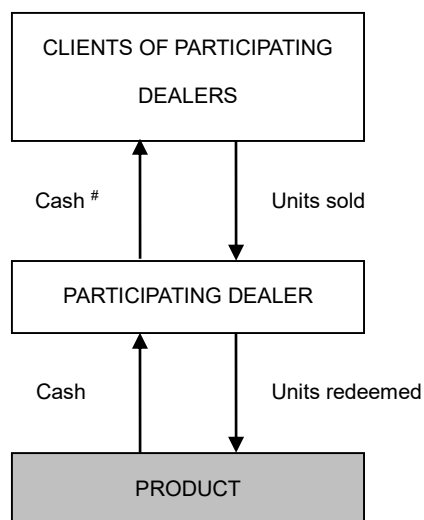 CLIENTS OF PARTICIPATING
DEALERS
Cash #
Units sold
PARTICIPATING DEALER
Cash
Units redeemed
PRODUCT